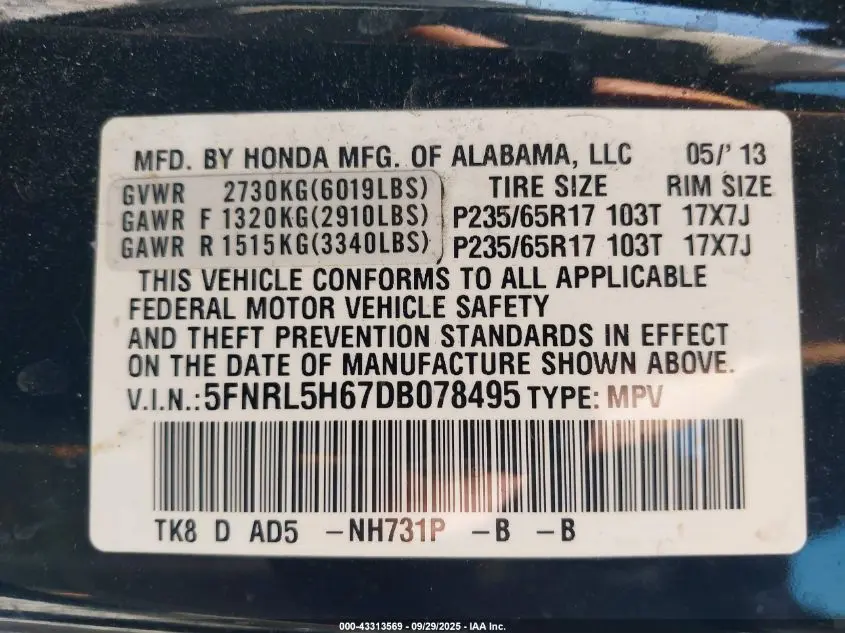 MFD. BY HONDA MFG. OF ALABAMA, LLC 05/' 13
GVWR 2730KG(6019LBS) TIRE SIZE RIM SIZE
GAWR F 1320KG(2910LBS) P235/65R17 103T 17X7J
GAWR R 1515KG(3340LBS) P235/65R17 103T 17X7J
THIS VEHICLE CONFORMS TO ALL APPLICABLE
FEDERAL MOTOR VEHICLE SAFETY
AND THEFT PREVENTION STANDARDS IN EFFECT
ON THE DATE OF MANUFACTURE SHOWN ABOVE.
V.I.N.: 5FNRL5H67DB078495 TYPE: MPV
TK8 D AD5 -NH731P -B -B
000-43313569 - 09/29/2025 - IAA Inc.